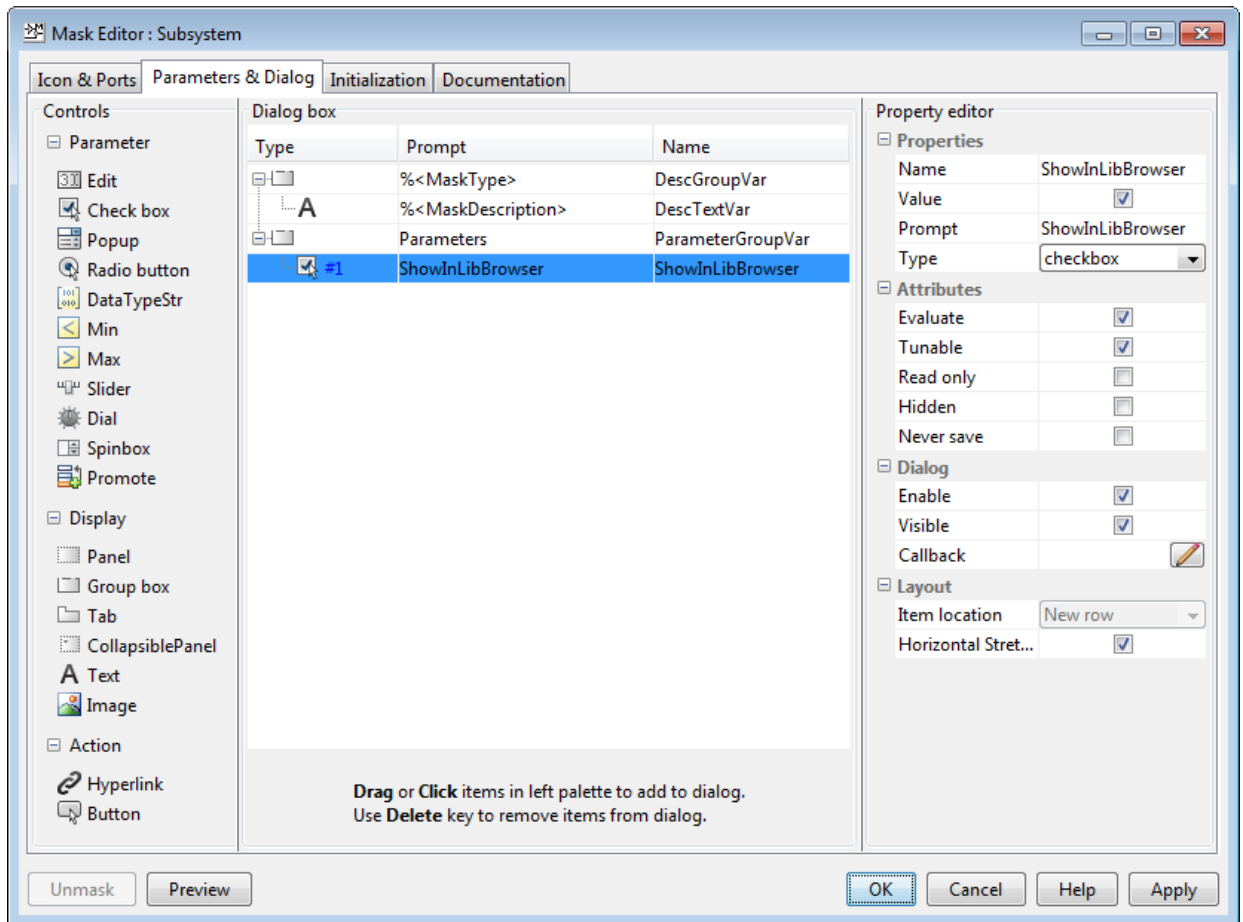 Mask Editor : Subsystem
Icon & Ports Parameters & Dialog Initialization Documentation
Controls
Parameter
Edit
Check box
Popup
Radio button
DataTypeStr
Min
Max
Slider
Dial
Spinbox
Promote
Display
Panel
Group box
Tab
CollapsiblePanel
Text
Image
Action
Hyperlink
Button
Dialog box
Type Prompt Name
%<MaskType> DescGroupVar
A %<MaskDescription> DescTextVar
Parameters ParameterGroupVar
#1 ShowInLibBrowser ShowInLibBrowser
Drag or Click items in left palette to add to dialog.
Use Delete key to remove items from dialog.
Property editor
Properties
Name ShowInLibBrowser
Value
Prompt ShowInLibBrowser
Type checkbox
Attributes
Evaluate
Tunable
Read only
Hidden
Never save
Dialog
Enable
Visible
Callback
Layout
Item location New row
Horizontal Stret...
Unmask Preview OK Cancel Help Apply